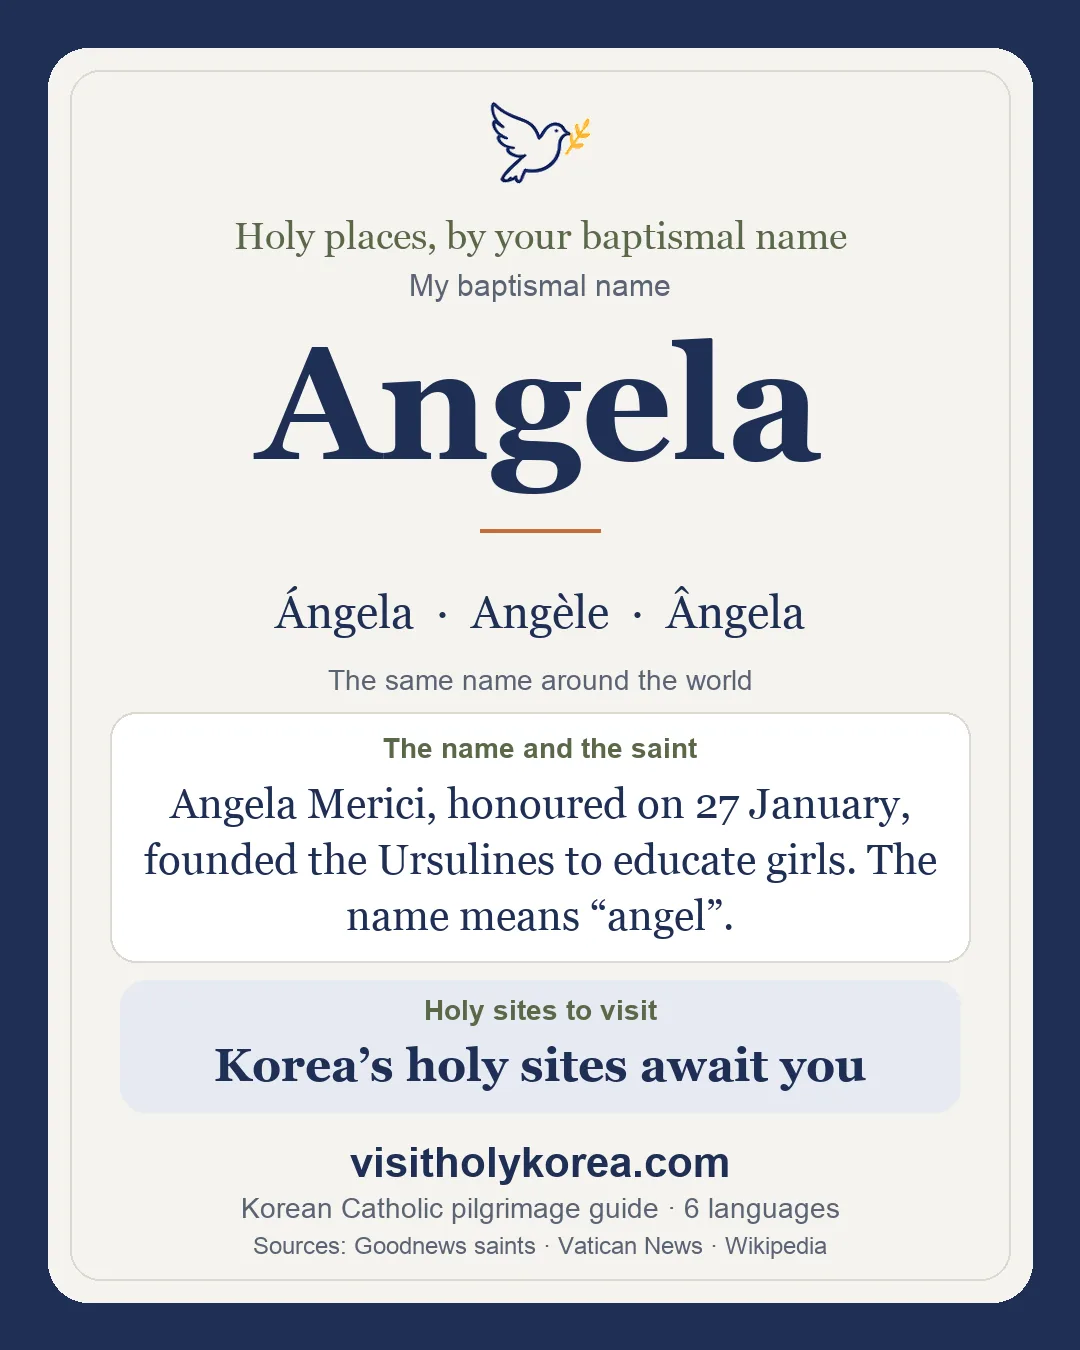 Holy places, by your baptismal name
My baptismal name
Angela
Ángela · Angèle · Ângela
The same name around the world
The name and the saint
Angela Merici, honoured on 27 January,
founded the Ursulines to educate girls. The
name means “angel”.
Holy sites to visit
Korea’s holy sites await you
visitholykorea.com
Korean Catholic pilgrimage guide · 6 languages
Sources: Goodnews saints · Vatican News · Wikipedia